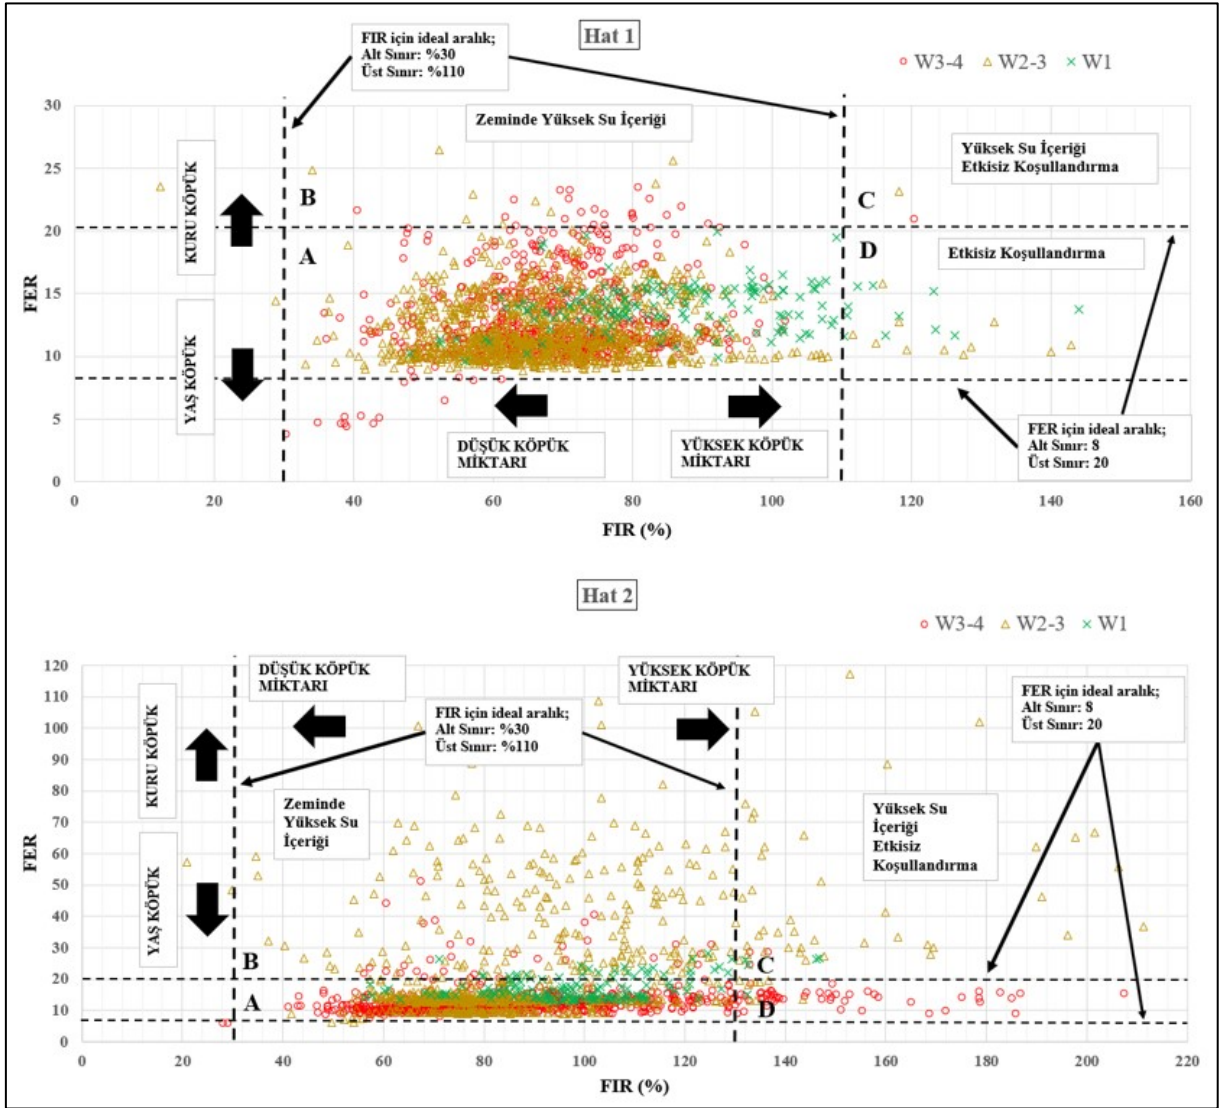 Hat 1
FIR için ideal aralık;
Alt Sınır: %30
Üst Sınır: %110
W3-4 W2-3 W1
Zeminde Yüksek Su İçeriği
Yüksek Su İçeriği
Etkisiz Koşullandırma
KURU KÖPÜK
B
C
A
D
Etkisiz Koşullandırma
YAŞ KÖPÜK
DÜŞÜK KÖPÜK
MİKTARI
YÜKSEK KÖPÜK
MİKTARI
FER için ideal aralık;
Alt Sınır: 8
Üst Sınır: 20
FER
30
25
20
15
10
5
0
0 20 40 60 80 100 120 140 160
FIR (%)
Hat 2
W3-4 W2-3 W1
DÜŞÜK KÖPÜK
MİKTARI
YÜKSEK KÖPÜK
MİKTARI
FER için ideal aralık;
Alt Sınır: 8
Üst Sınır: 20
FIR için ideal aralık;
Alt Sınır: %30
Üst Sınır: %110
KURU KÖPÜK
Zeminde
Yüksek Su
İçeriği
Yüksek Su
İçeriği
Etkisiz
Koşullandırma
YAŞ KÖPÜK
B
C
A
D
FER
120
110
100
90
80
70
60
50
40
30
20
10
0
0 20 40 60 80 100 120 140 160 180 200 220
FIR (%)